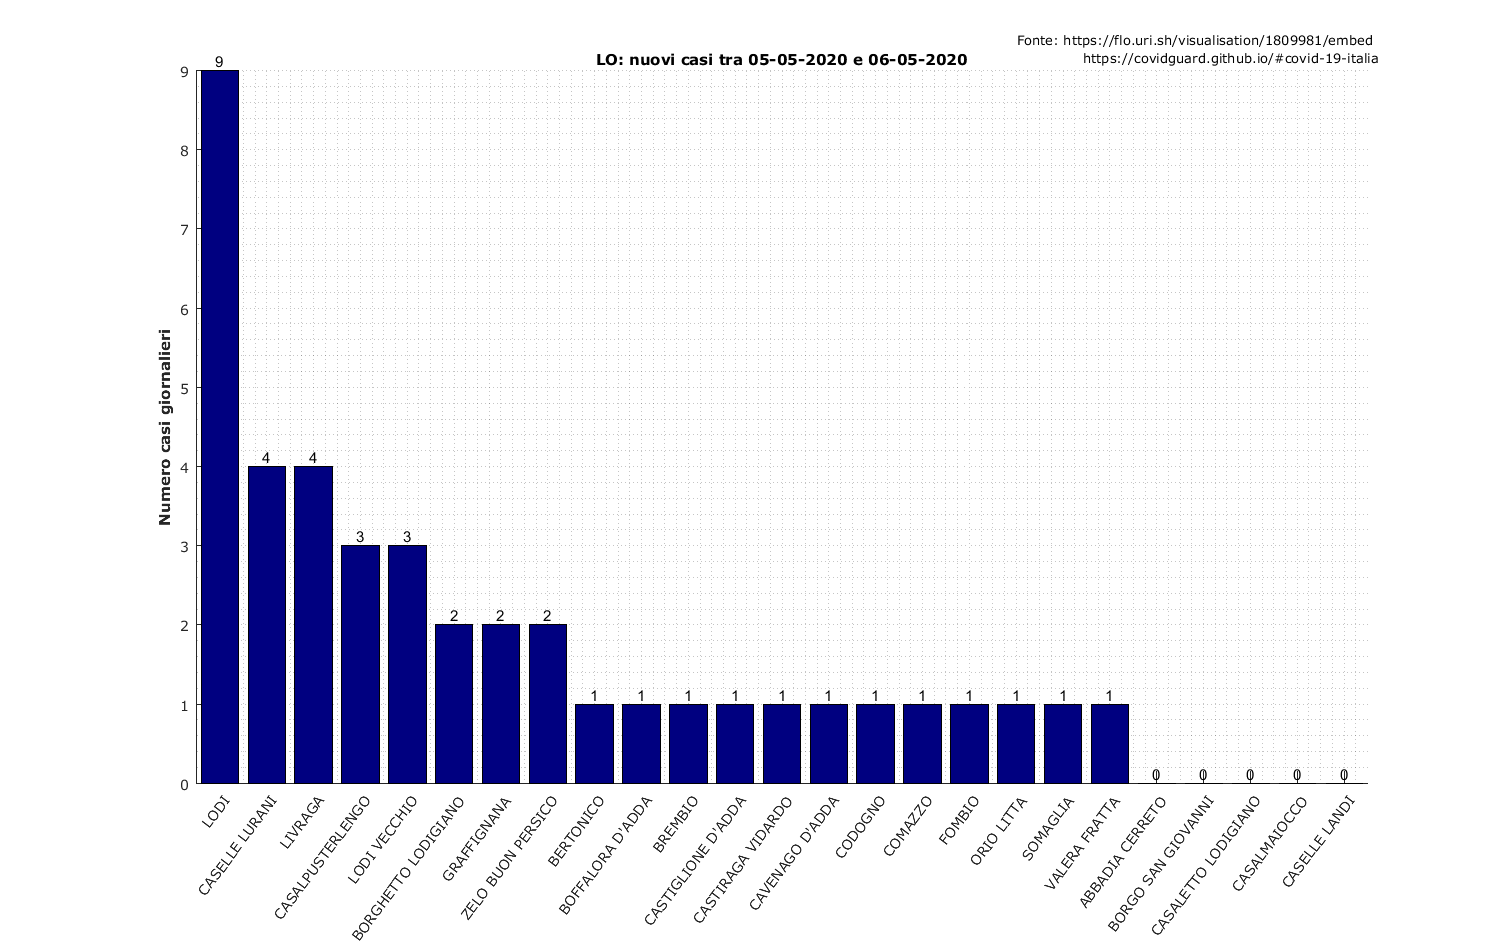 Fonte: https://flo.uri.sh/visualisation/1809981/embed
https://covidguard.github.io/#covid-19-italia
LO: nuovi casi tra 05-05-2020 e 06-05-2020
Numero casi giornalieri
9
8
7
6
5
4
3
2
1
0
9
4
4
3
3
2
2
2
1
1
1
1
1
1
1
1
1
1
1
1
0
0
0
0
0
LODI
CASELLE LURANI
LIVRAGA
CASALPUSTERLENGO
LODI VECCHIO
BORGHETTO LODIGIANO
GRAFFIGNANA
ZELO BUON PERSICO
BERTONICO
BOFFALORA D'ADDA
BREMBIO
CASTIGLIONE D'ADDA
CASTIRAGA VIDARDO
CAVENAGO D'ADDA
CODOGNO
COMAZZO
FOMBIO
ORIO LITTA
SOMAGLIA
VALERA FRATTA
ABBADIA CERRETO
BORGO SAN GIOVANNI
CASALETTO LODIGIANO
CASALMAIOCCO
CASELLE LANDI